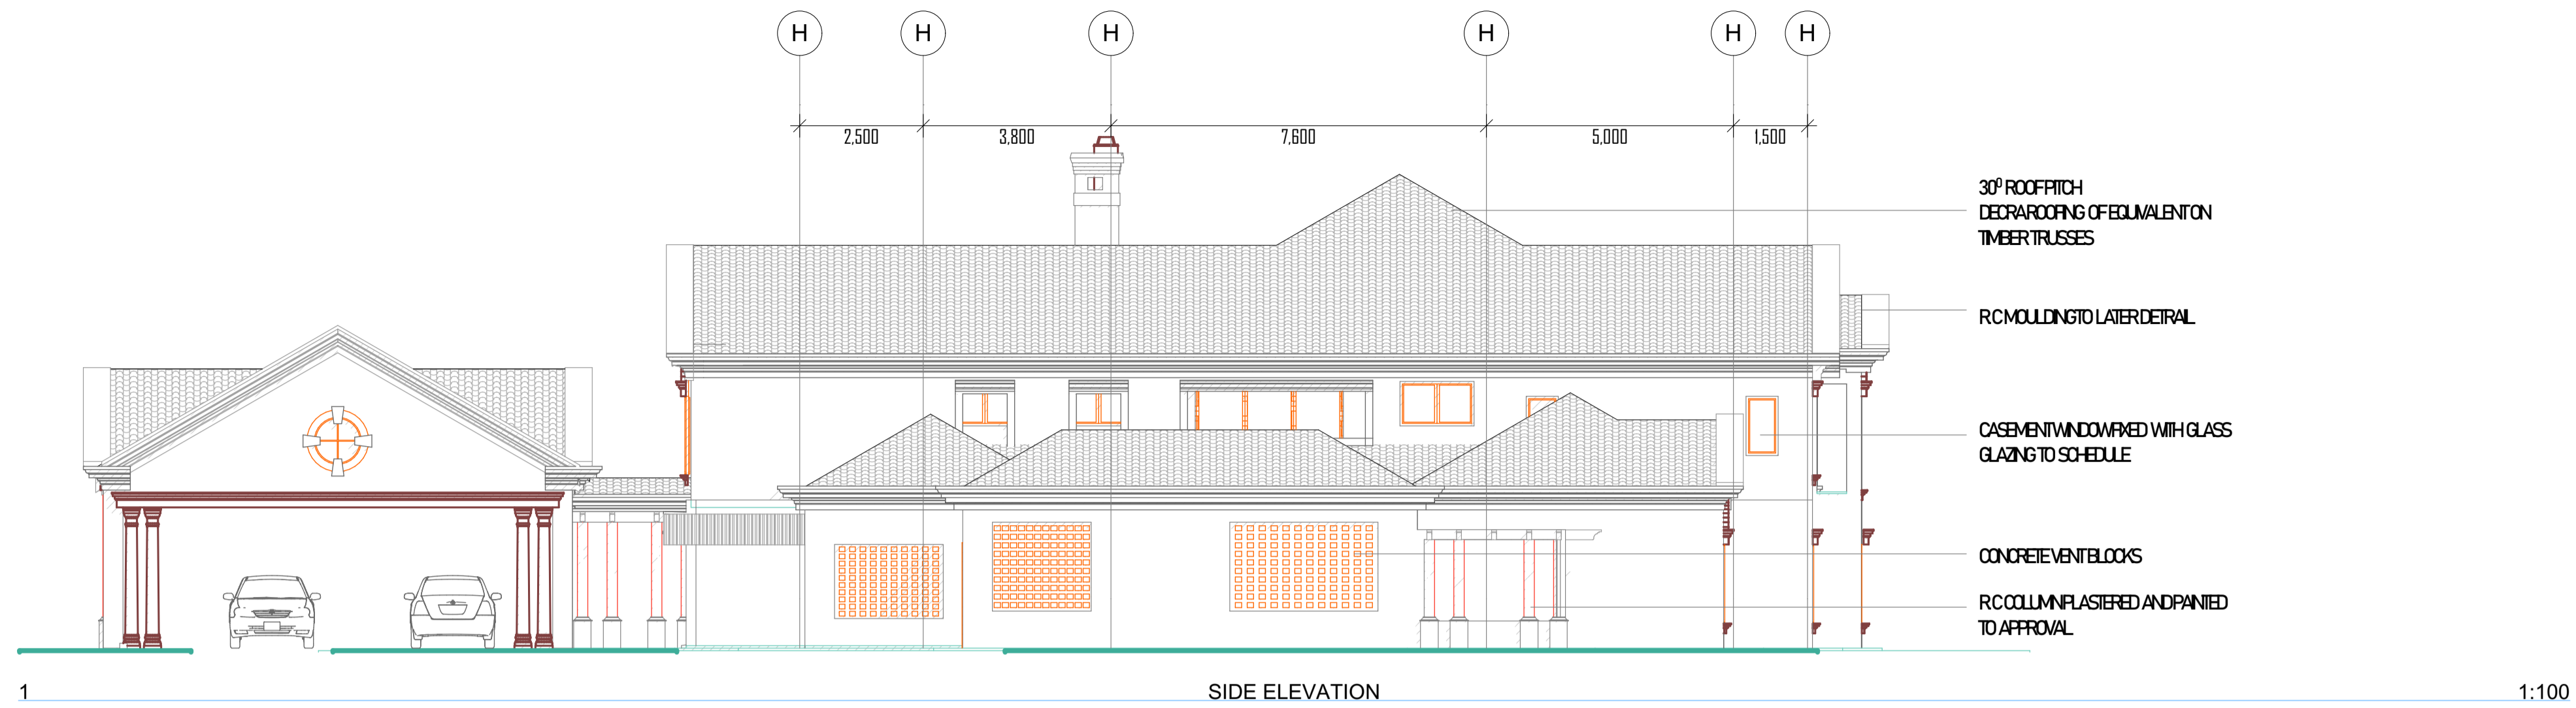 H H H H H H
2,500 3,800 7,600 5,000 1,500
30⁰ ROOF PITCH
DECRA ROOFING OF EQUIVALENT ON
TIMBER TRUSSES
R C MOULDING TO LATER DETRAIL
CASEMENT WINDOW FIXED WITH GLASS
GLAZING TO SCHEDULE
CONCRETE VENT BLOCKS
R C COLUMN PLASTERED AND PAINTED
TO APPROVAL
1 SIDE ELEVATION 1:100